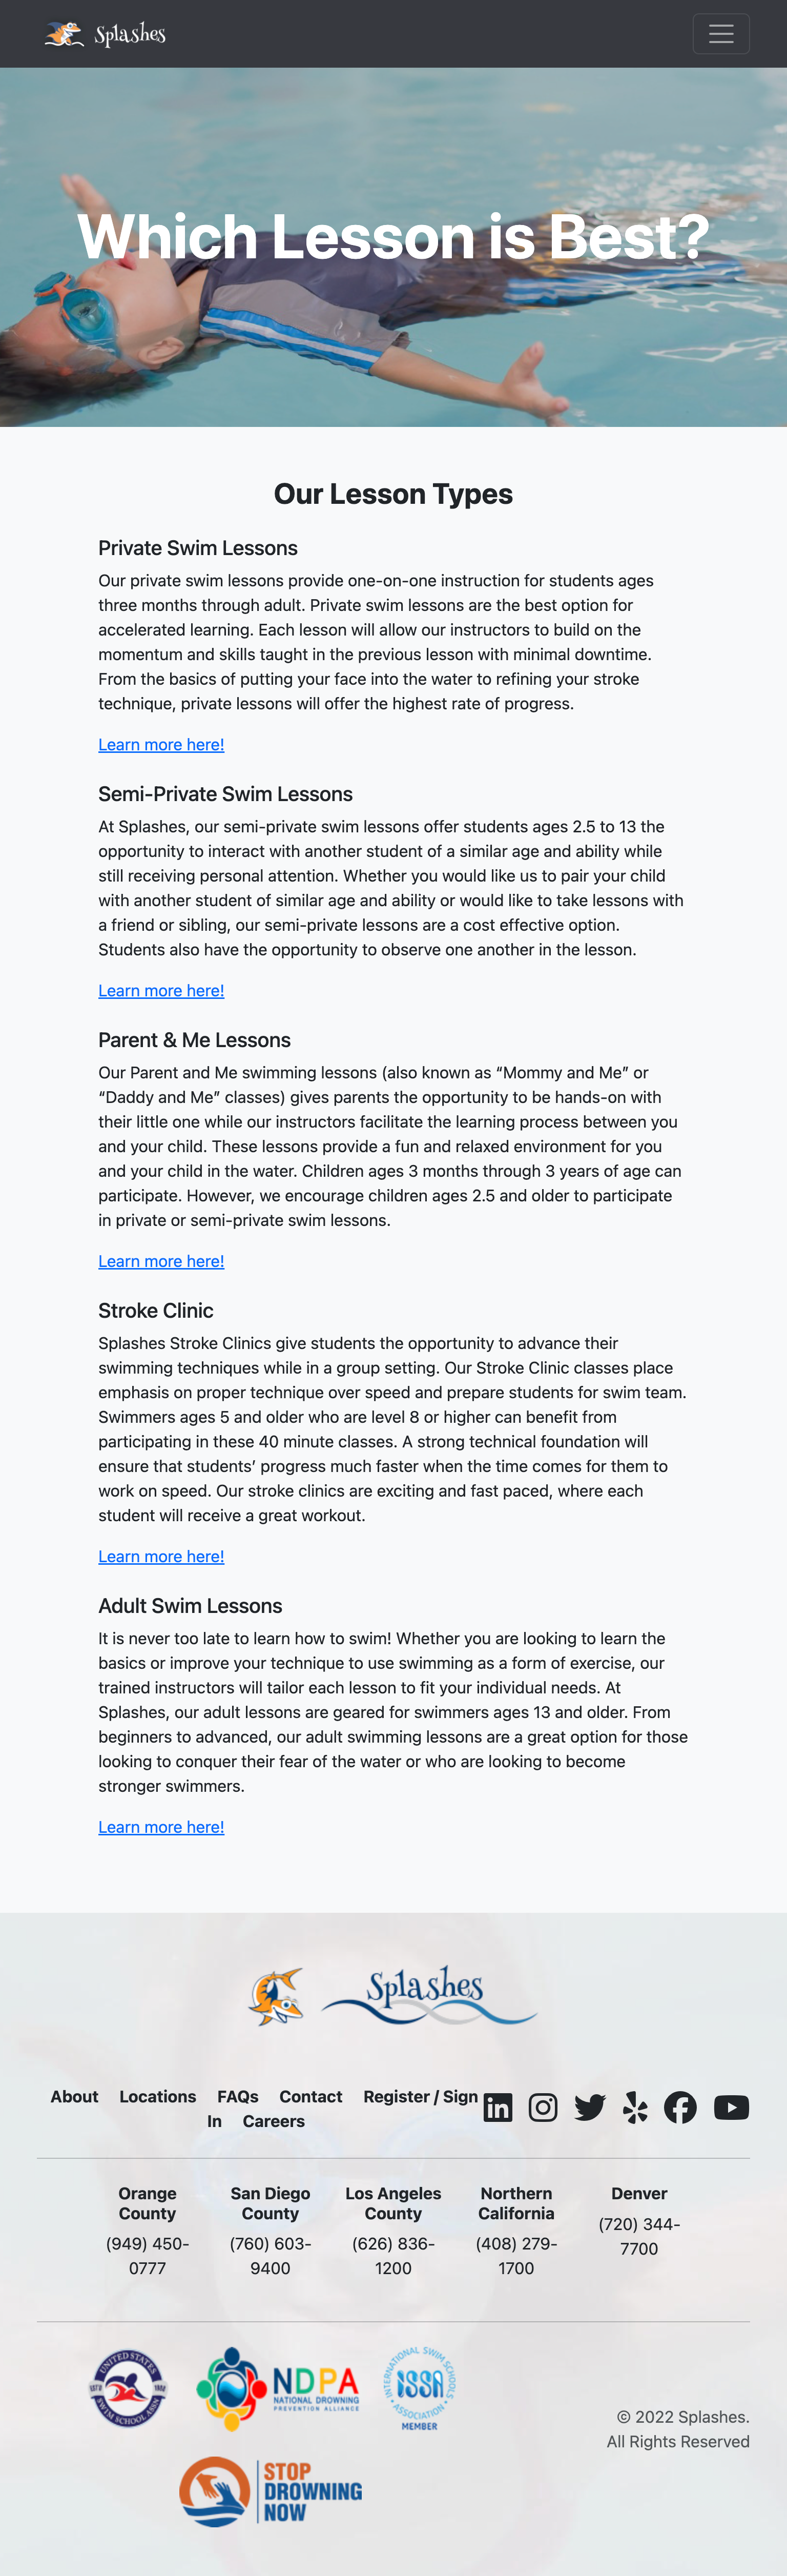 Splashes
Which Lesson is Best?
Our Lesson Types
Private Swim Lessons
Our private swim lessons provide one-on-one instruction for students ages
three months through adult. Private swim lessons are the best option for
accelerated learning. Each lesson will allow our instructors to build on the
momentum and skills taught in the previous lesson with minimal downtime.
From the basics of putting your face into the water to refining your stroke
technique, private lessons will offer the highest rate of progress.
Learn more here!
Semi-Private Swim Lessons
At Splashes, our semi-private swim lessons offer students ages 2.5 to 13 the
opportunity to interact with another student of a similar age and ability while
still receiving personal attention. Whether you would like us to pair your child
with another student of similar age and ability or would like to take lessons with
a friend or sibling, our semi-private lessons are a cost effective option.
Students also have the opportunity to observe one another in the lesson.
Learn more here!
Parent & Me Lessons
Our Parent and Me swimming lessons (also known as “Mommy and Me” or
“Daddy and Me” classes) gives parents the opportunity to be hands-on with
their little one while our instructors facilitate the learning process between you
and your child. These lessons provide a fun and relaxed environment for you
and your child in the water. Children ages 3 months through 3 years of age can
participate. However, we encourage children ages 2.5 and older to participate
in private or semi-private swim lessons.
Learn more here!
Stroke Clinic
Splashes Stroke Clinics give students the opportunity to advance their
swimming techniques while in a group setting. Our Stroke Clinic classes place
emphasis on proper technique over speed and prepare students for swim team.
Swimmers ages 5 and older who are level 8 or higher can benefit from
participating in these 40 minute classes. A strong technical foundation will
ensure that students’ progress much faster when the time comes for them to
work on speed. Our stroke clinics are exciting and fast paced, where each
student will receive a great workout.
Learn more here!
Adult Swim Lessons
It is never too late to learn how to swim! Whether you are looking to learn the
basics or improve your technique to use swimming as a form of exercise, our
trained instructors will tailor each lesson to fit your individual needs. At
Splashes, our adult lessons are geared for swimmers ages 13 and older. From
beginners to advanced, our adult swimming lessons are a great option for those
looking to conquer their fear of the water or who are looking to become
stronger swimmers.
Learn more here!
Splashes
About Locations FAQs Contact Register / Sign
In Careers
Orange
County
(949) 450-
0777
San Diego
County
(760) 603-
9400
Los Angeles
County
(626) 836-
1200
Northern
California
(408) 279-
1700
Denver
(720) 344-
7700
UNITED STATES
SWIM SCHOOL ASSN
NDPA
NATIONAL DROWNING
PREVENTION ALLIANCE
INTERNATIONAL SWIM SCHOOLS
ASSOCIATION
ISSA
MEMBER
STOP
DROWNING
NOW
© 2022 Splashes.
All Rights Reserved